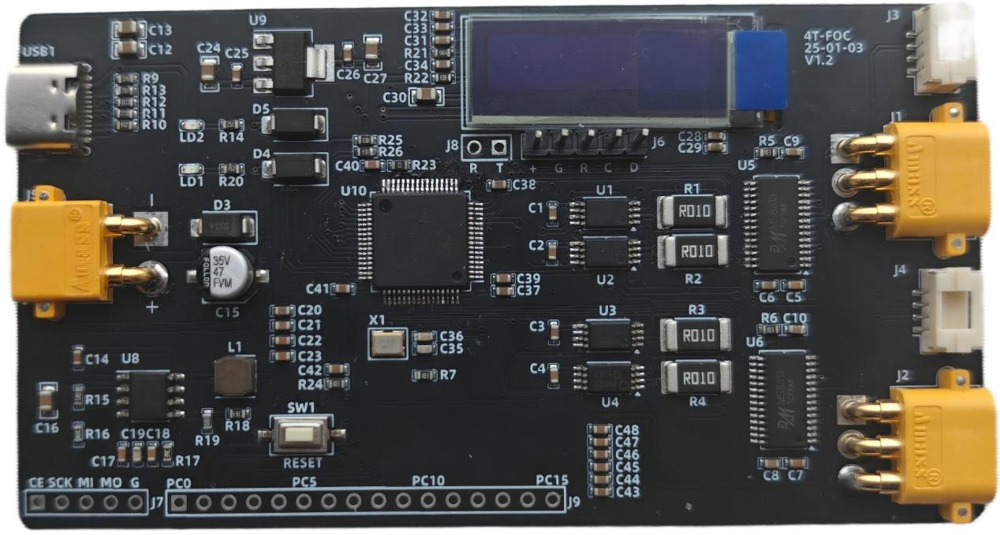 USB1
C13
C12
R9
R13
R12
R11
R10
U9
C24
C25
C26
C27
C32
C33
C31
R21
C34
R22
C30
4T-FOC
25-01-03
V1.2
J3
D5
D4
LD2
R14
LD1
R20
R25
R26
C40
R23
J8
R T
J6
+ G R C D
C28
C29
R5
C9
U5
U10
C38
C1
U1
R1
R010
C2
U2
R010
R2
MS8313
Amass
D3
SS54
35V
47
FVM
C15
Amass
−
+
C39
C37
C41
C6
C5
J4
C20
C21
C22
C23
X1
C36
C35
C42
R24
R7
C3
U3
R3
R010
C4
U4
R010
R4
R6
C10
U6
MS8313
J2
Amass
C8
C7
C14
U8
L1
C16
R15
R16
C19
C18
C17
R17
R19
R18
SW1
RESET
C48
C47
C46
C45
C44
C43
CE SCK MI MO G
J7
PC0 PC5 PC10 PC15
J9